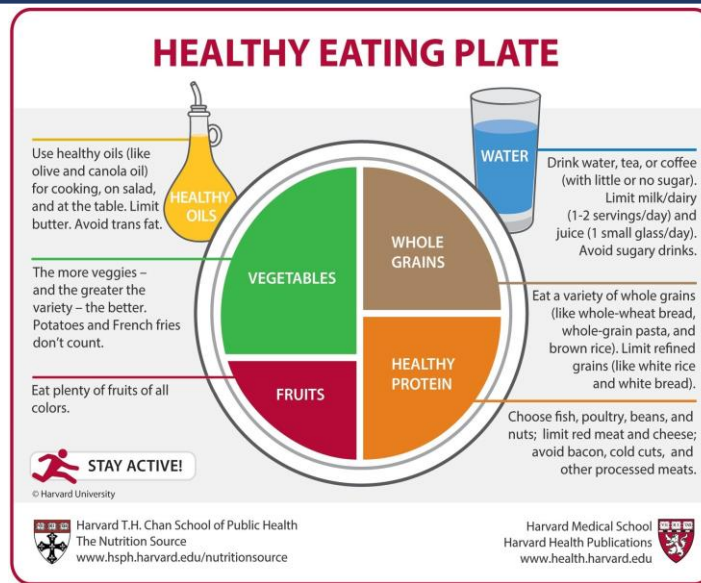 HEALTHY EATING PLATE
Use healthy oils (like
olive and canola oil)
for cooking, on salad,
and at the table. Limit
butter. Avoid trans fat.
HEALTHY
OILS
The more veggies –
and the greater the
variety – the better.
Potatoes and French fries
don’t count.
Eat plenty of fruits of all
colors.
VEGETABLES
FRUITS
WHOLE
GRAINS
HEALTHY
PROTEIN
WATER
Drink water, tea, or coffee
(with little or no sugar).
Limit milk/dairy
(1-2 servings/day) and
juice (1 small glass/day).
Avoid sugary drinks.
Eat a variety of whole grains
(like whole-wheat bread,
whole-grain pasta, and
brown rice). Limit refined
grains (like white rice
and white bread).
Choose fish, poultry, beans, and
nuts; limit red meat and cheese;
avoid bacon, cold cuts, and
other processed meats.
STAY ACTIVE!
© Harvard University
Harvard T.H. Chan School of Public Health
The Nutrition Source
www.hsph.harvard.edu/nutritionsource
Harvard Medical School
Harvard Health Publications
www.health.harvard.edu